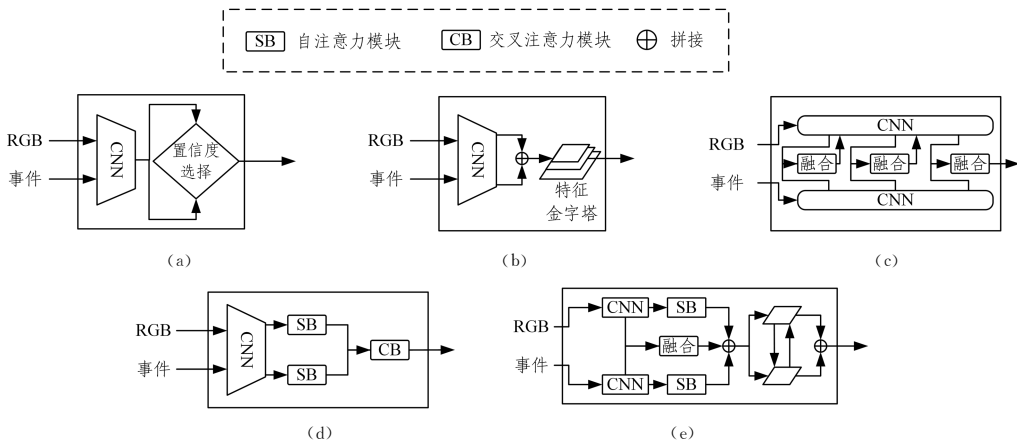 SB 自注意力模块 CB 交叉注意力模块 拼接
RGB
事件
CNN
置信度
选择
(a)
RGB
事件
CNN
特征
金字塔
(b)
RGB
事件
CNN
融合 融合 融合
CNN
(c)
RGB
事件
CNN
SB
SB
CB
(d)
RGB
事件
CNN SB
融合
CNN SB
(e)